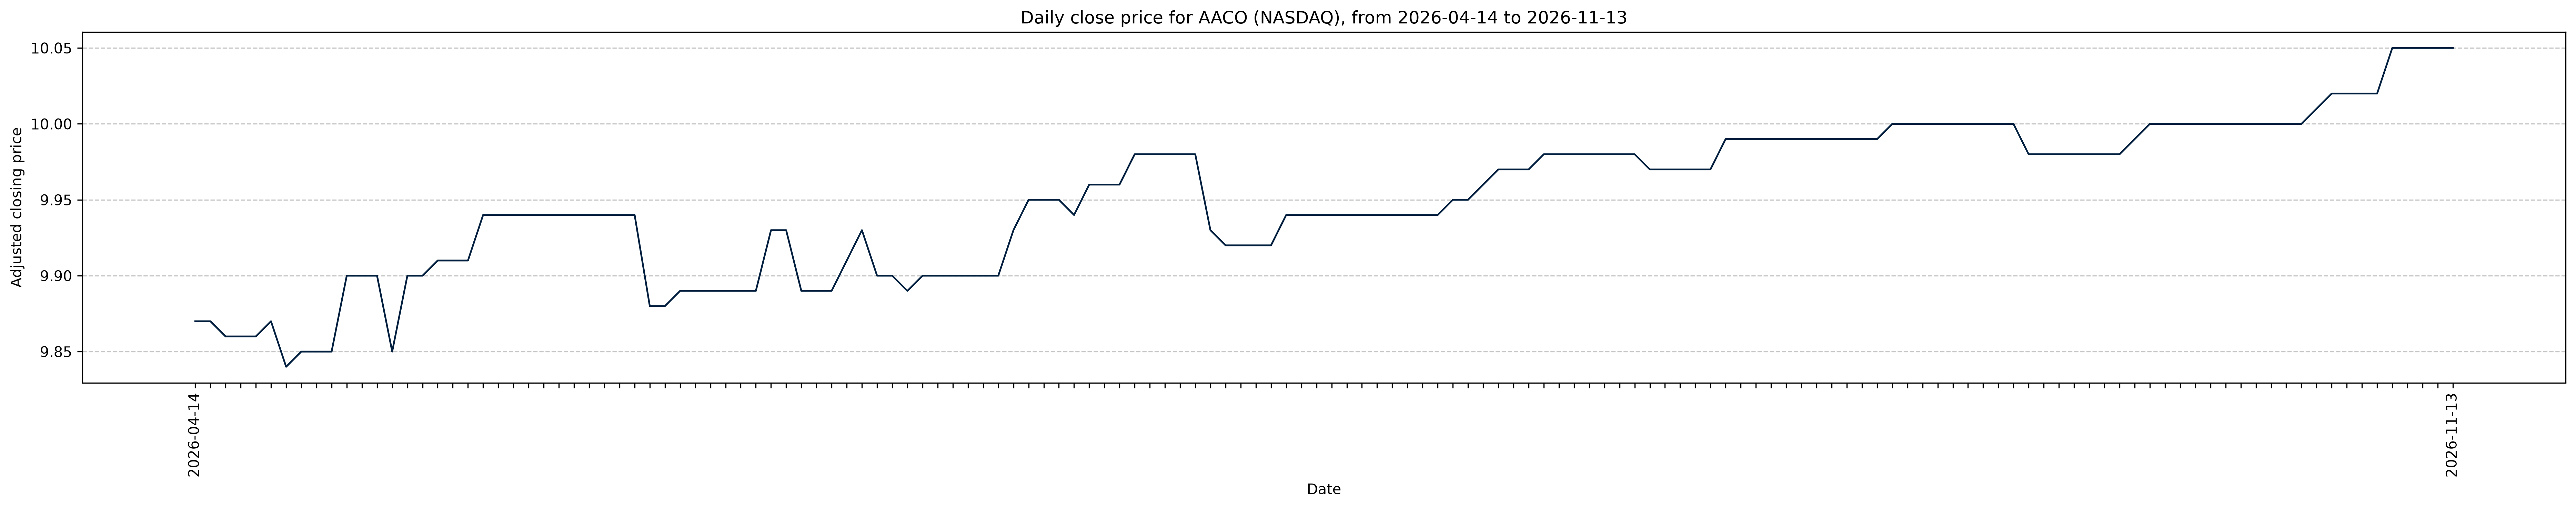 Daily close price for AACO (NASDAQ), from 2026-04-14 to 2026-11-13
Adjusted closing price
10.05
10.00
9.95
9.90
9.85
2026-04-14
2026-11-13
Date